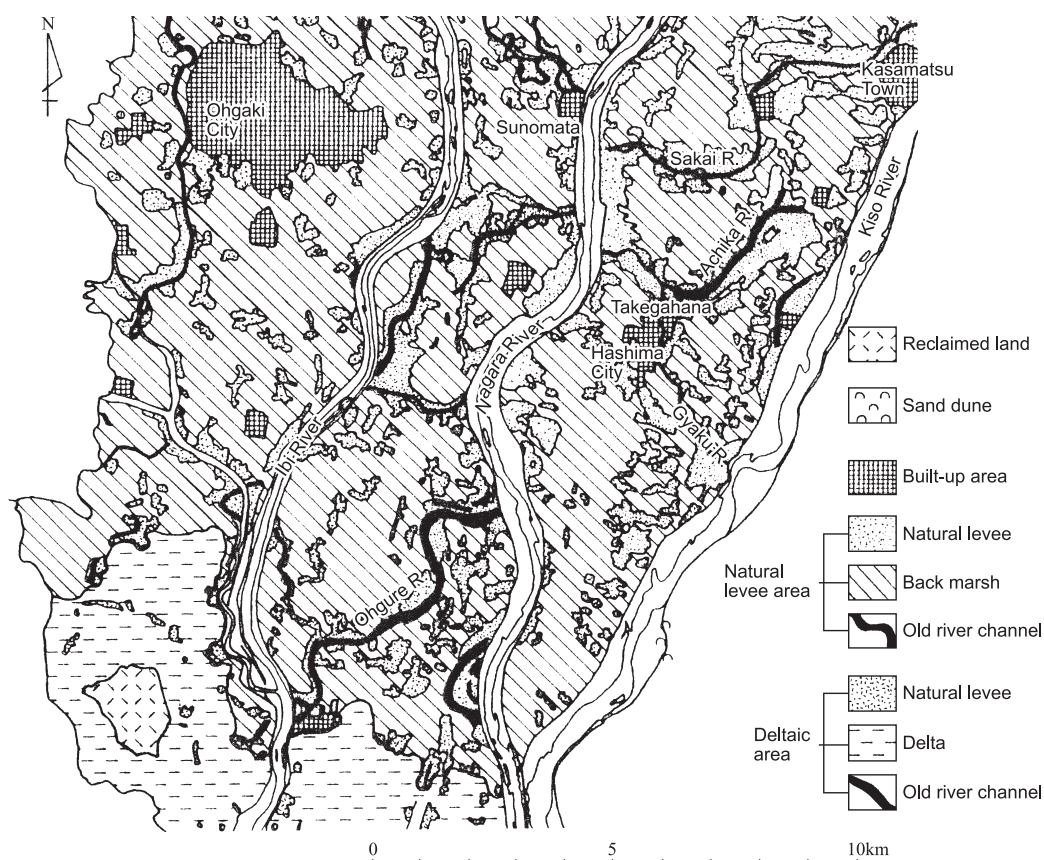 N
Kasamatsu
Town
Ohgaki
City
Sunomata
Sakai R.
Kiso River
Achika R.
Takegahana
Nagara River
Hashima
City
Ibi River
Gyaku R.
Ohgure R.
Reclaimed land
Sand dune
Built-up area
Natural
levee area
Natural levee
Back marsh
Old river channel
Deltaic
area
Natural levee
Delta
Old river channel
0 5 10km